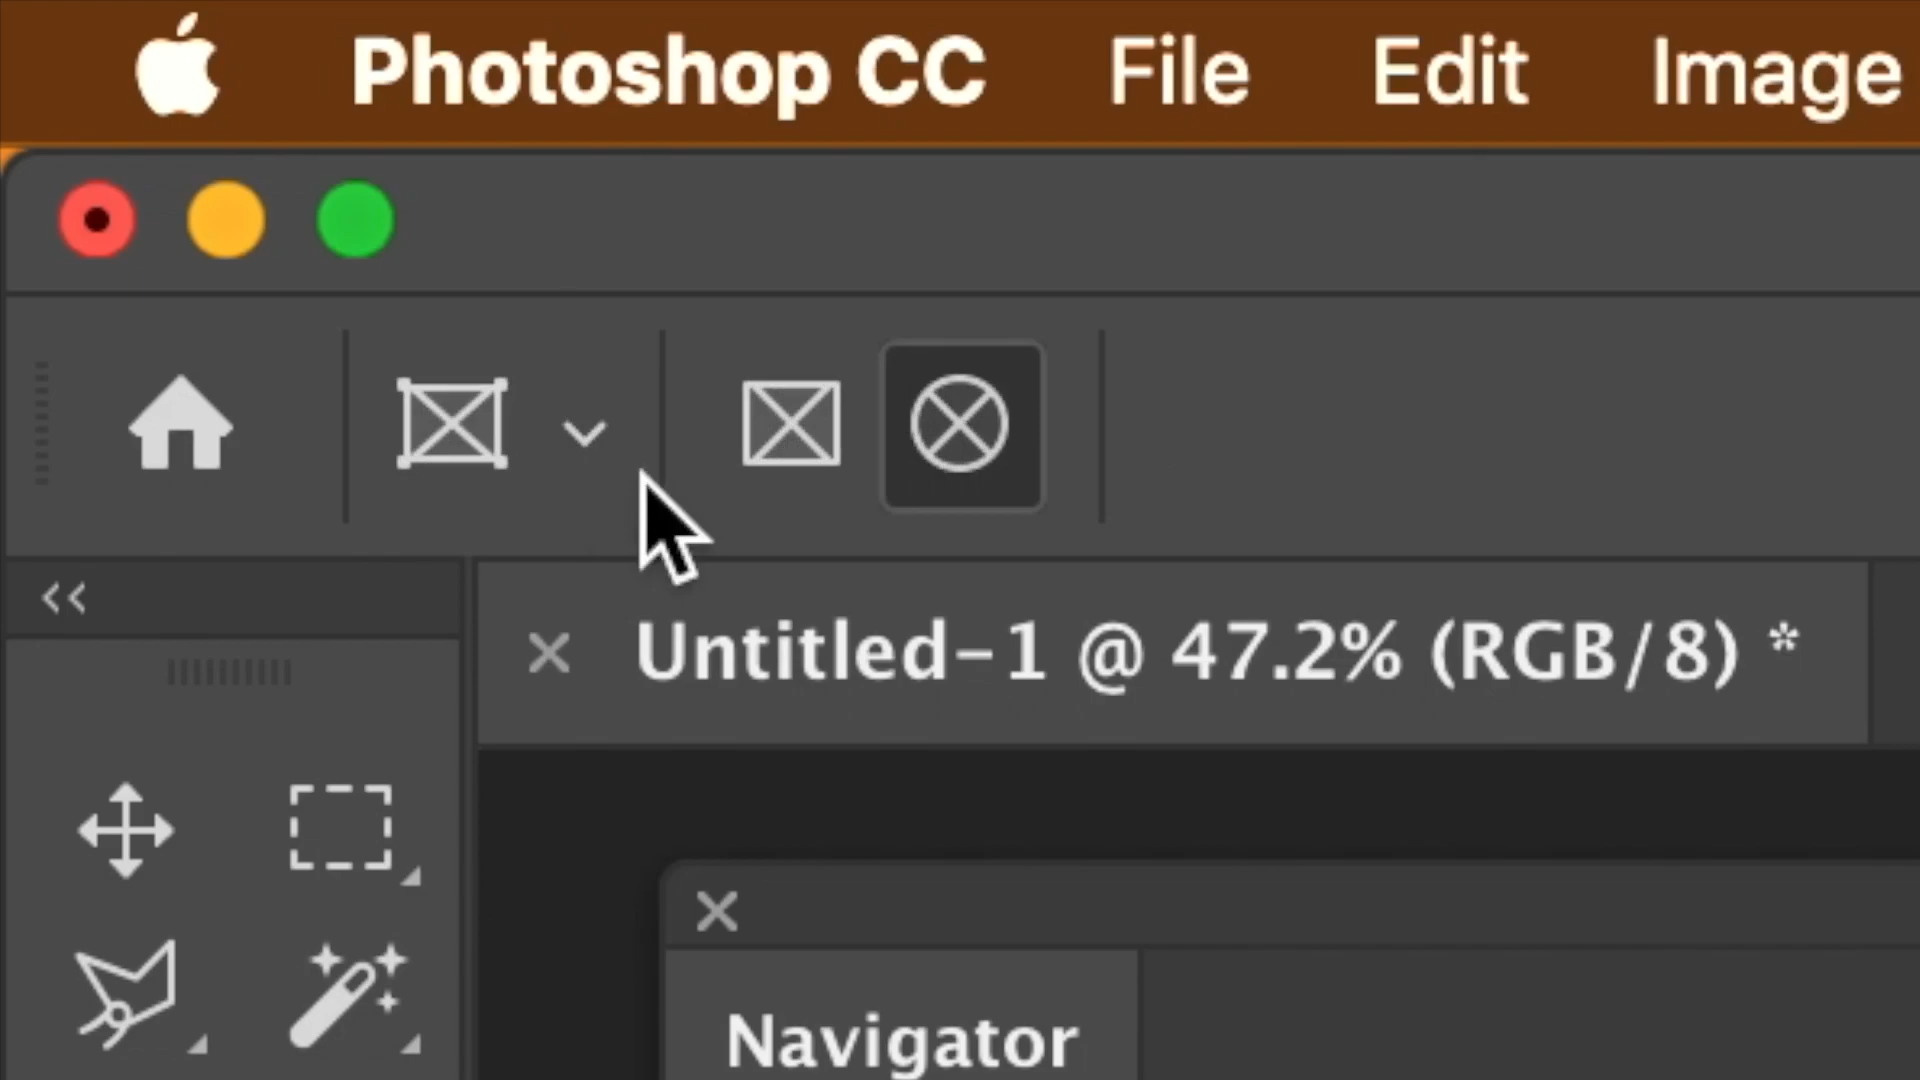 Photoshop CC File Edit Image
Untitled-1 @ 47.2% (RGB/8) *
Navigator